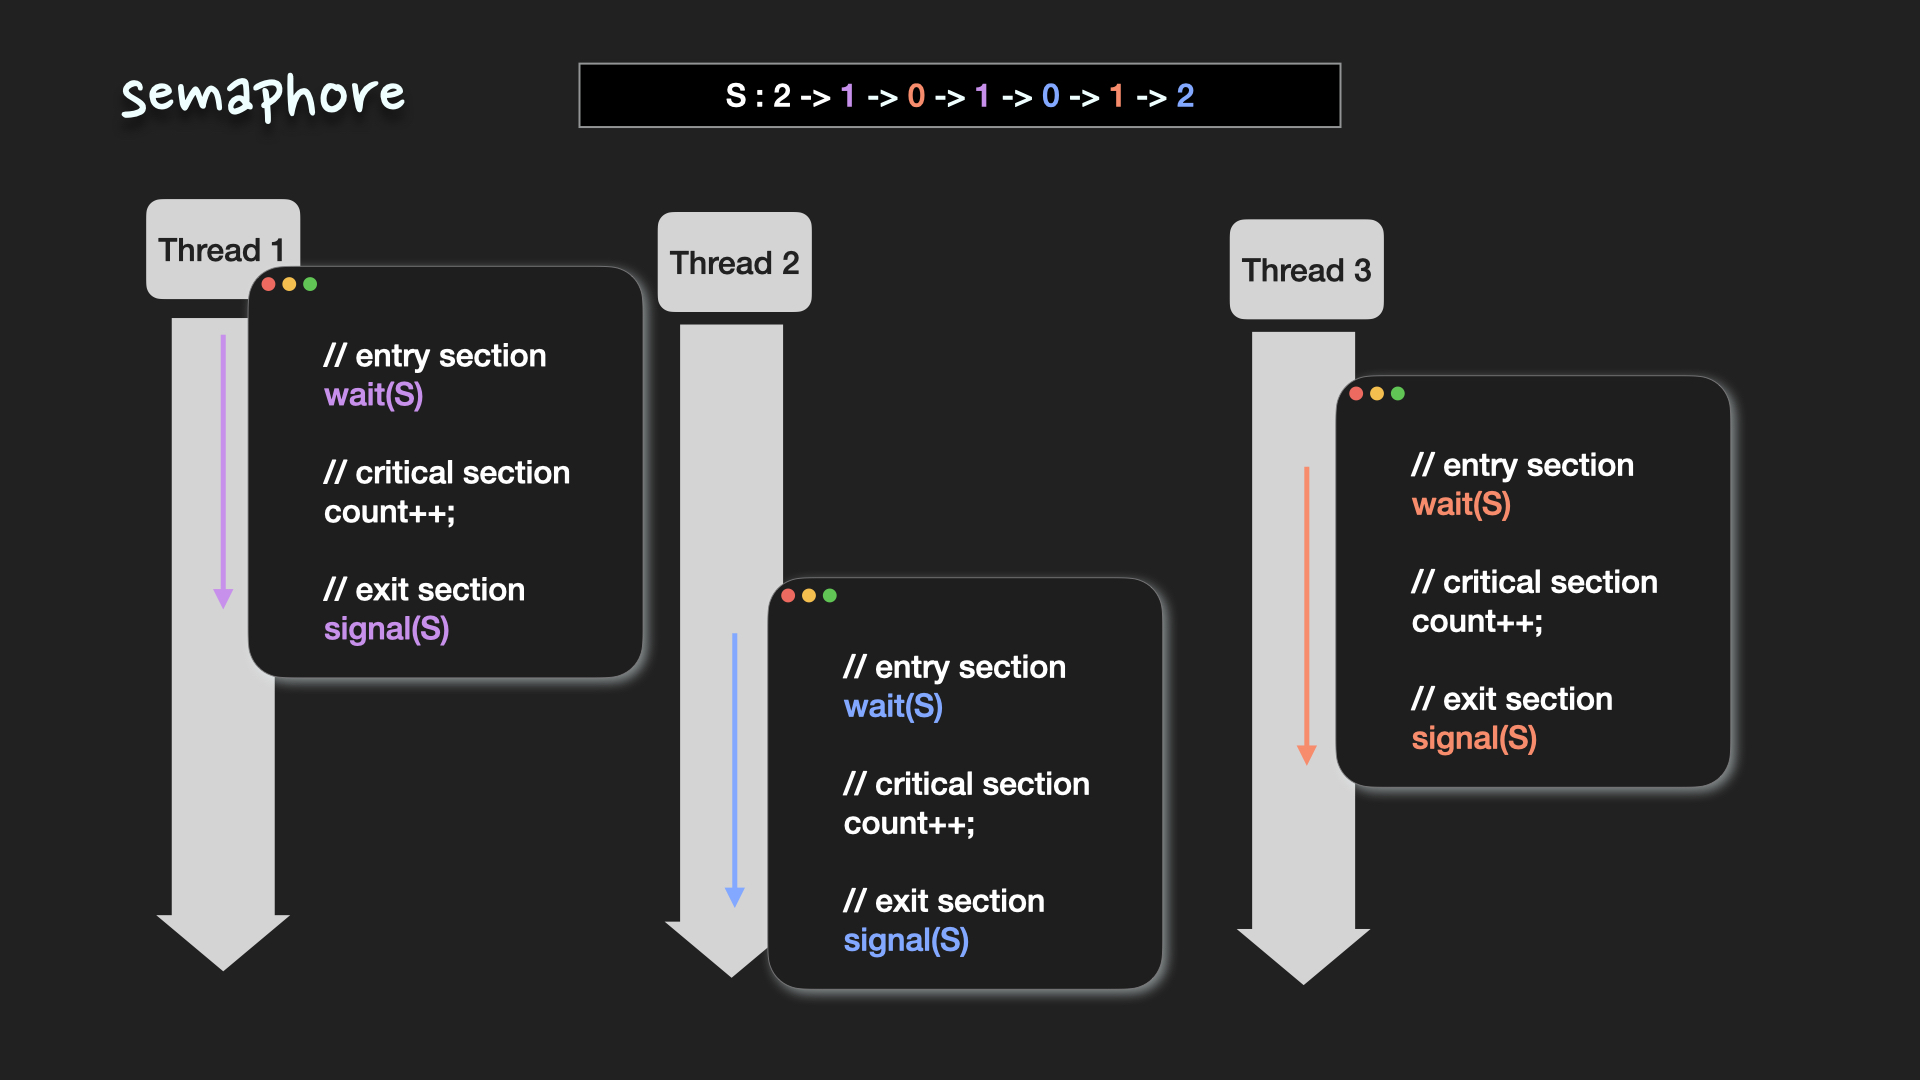 semaphore
S : 2 -> 1 -> 0 -> 1 -> 0 -> 1 -> 2
Thread 1
// entry section
wait(S)
// critical section
count++;
// exit section
signal(S)
Thread 2
// entry section
wait(S)
// critical section
count++;
// exit section
signal(S)
Thread 3
// entry section
wait(S)
// critical section
count++;
// exit section
signal(S)